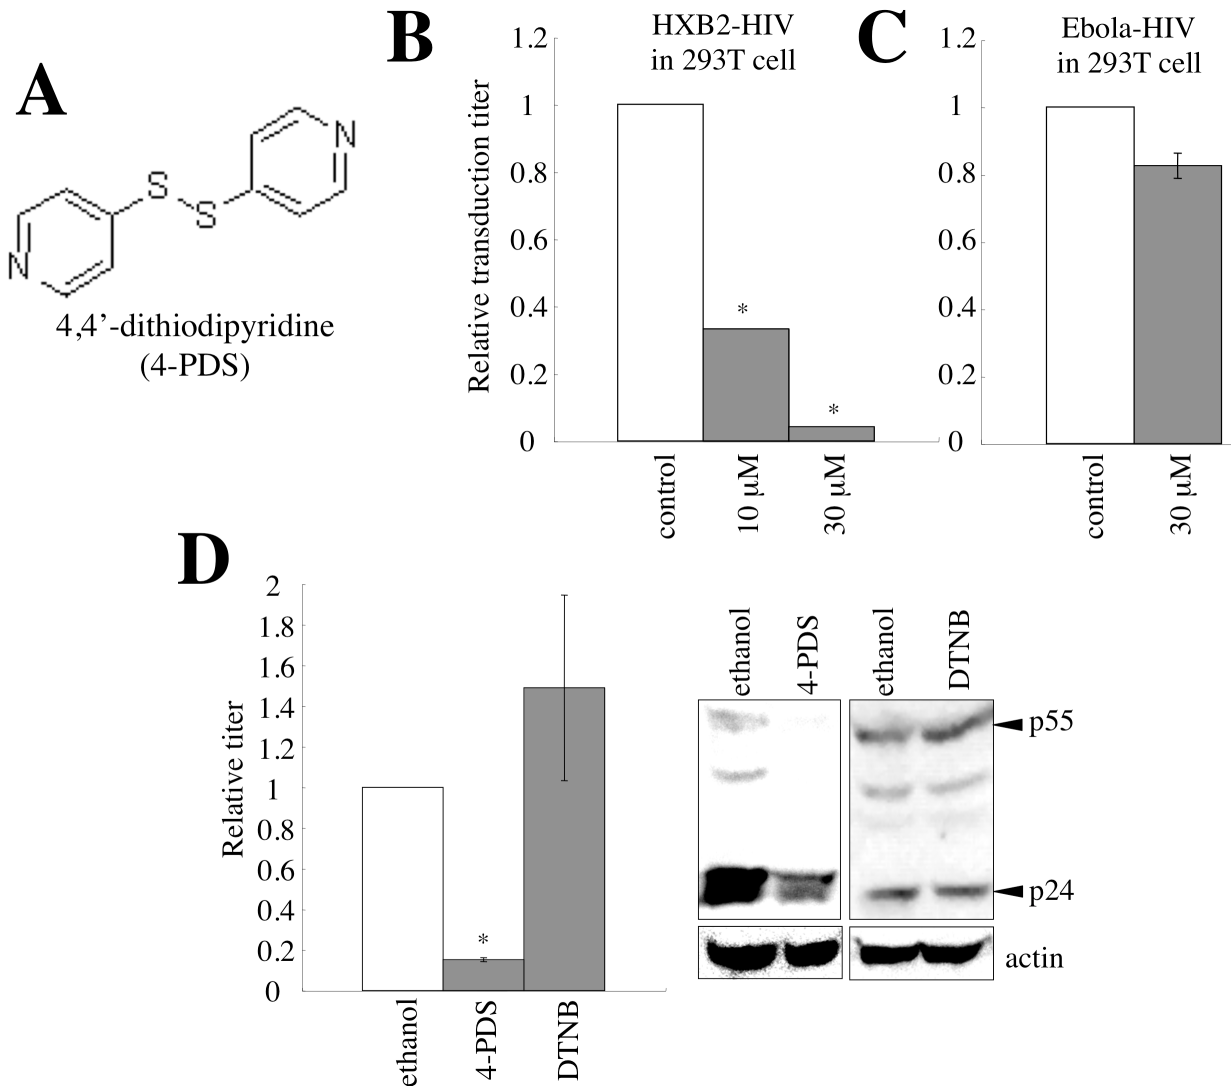 A
N
S
S
N
4,4’-dithiodipyridine
(4-PDS)
B
HXB2-HIV
in 293T cell
Relative transduction titer
1.2
1
0.8
0.6
0.4
0.2
0
*
*
control
10 µM
30 µM
C
Ebola-HIV
in 293T cell
1.2
1
0.8
0.6
0.4
0.2
0
control
30 µM
D
Relative titer
2
1.8
1.6
1.4
1.2
1
0.8
0.6
0.4
0.2
0
*
ethanol
4-PDS
DTNB
ethanol
4-PDS
ethanol
DTNB
p55
p24
actin